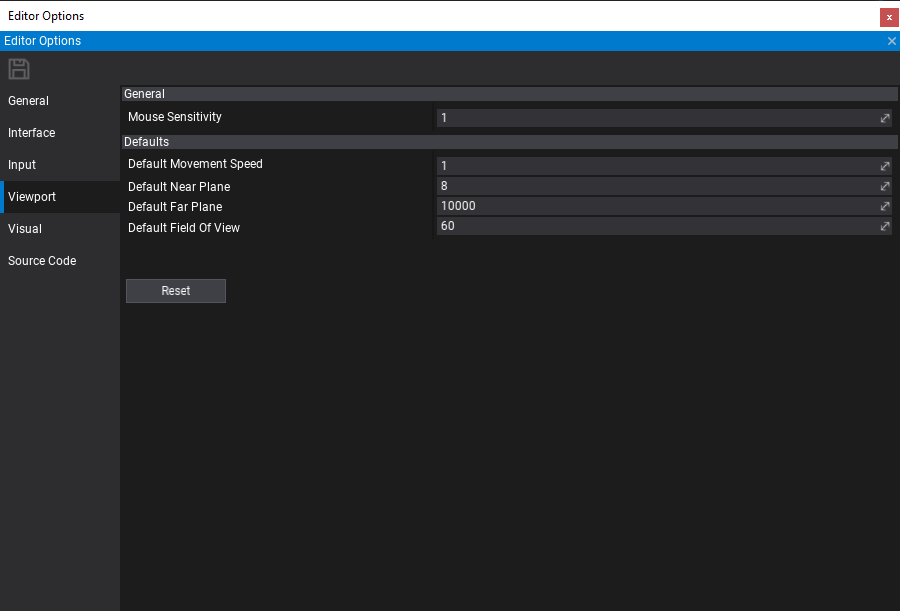 Editor Options
Editor Options
General
Interface
Input
Viewport
Visual
Source Code
General
Mouse Sensitivity 1
Defaults
Default Movement Speed 1
Default Near Plane 8
Default Far Plane 10000
Default Field Of View 60
Reset